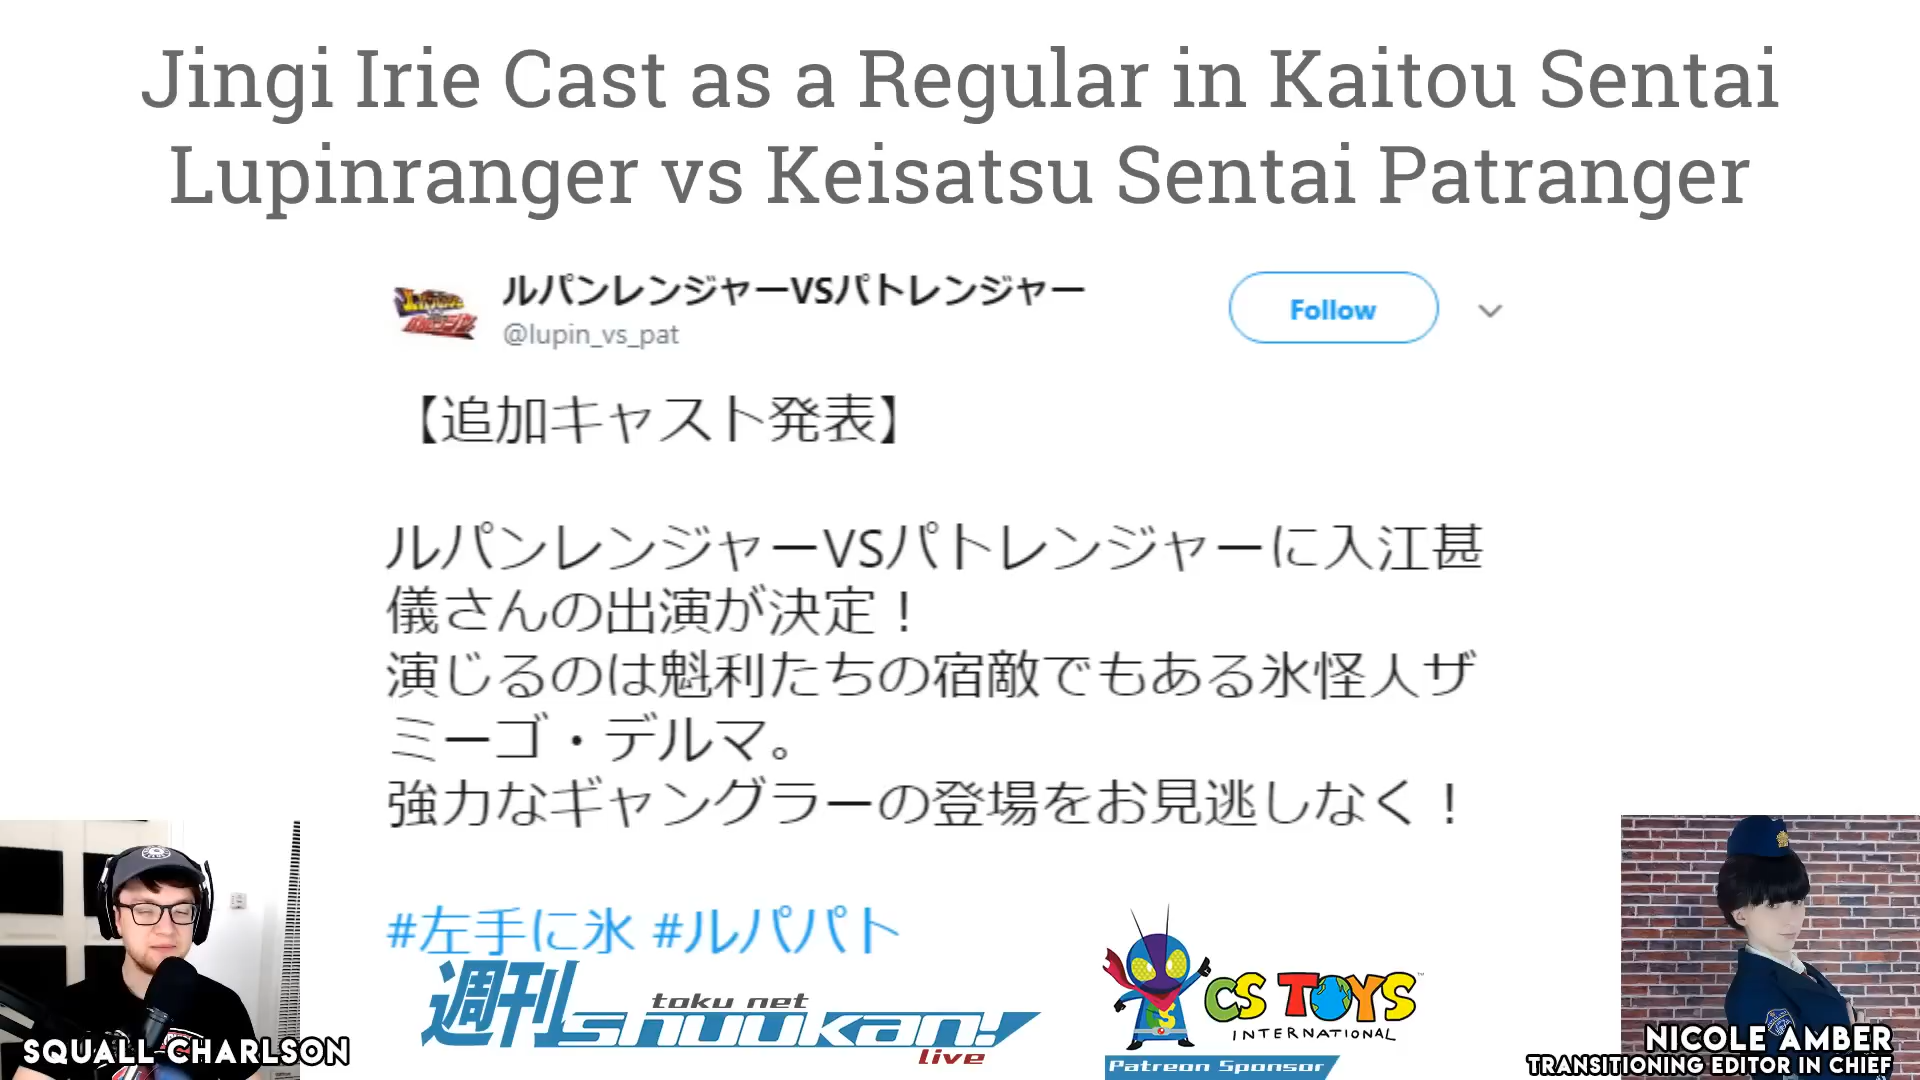 Jingi Irie Cast as a Regular in Kaitou Sentai
Lupinranger vs Keisatsu Sentai Patranger
ルパンレンジャーVSパトレンジャー
@lupin_vs_pat
Follow
【追加キャスト発表】
ルパンレンジャーVSパトレンジャーに入江甚
儀さんの出演が決定！
演じるのは魁利たちの宿敵でもある氷怪人ザ
ミーゴ・デルマ。
強力なギャングラーの登場をお見逃しなく！
#左手に氷 #ルパパト
週刊
toku net
shuukan!
live
CS TOYS
INTERNATIONAL
Patreon Sponsor
SQUALL CHARLSON
NICOLE AMBER
TRANSITIONING EDITOR IN CHIEF